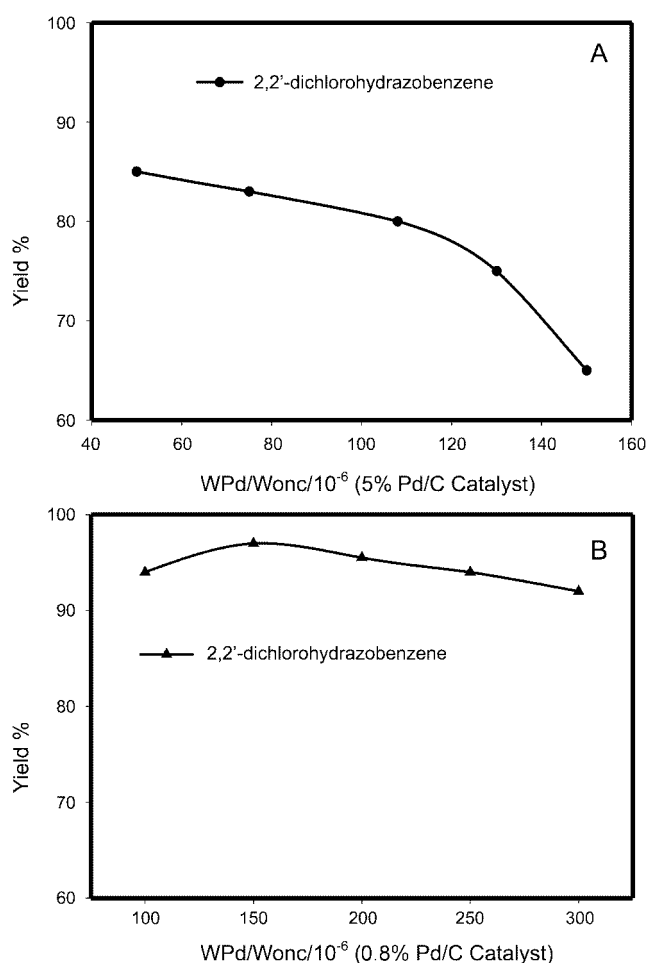 100
A
2,2'-dichlorohydrazobenzene
90
80
Yield %
70
60
40 60 80 100 120 140 160
WPd/Wonc/10⁻⁶ (5% Pd/C Catalyst)
100
B
90
2,2'-dichlorohydrazobenzene
80
Yield %
70
60
100 150 200 250 300
WPd/Wonc/10⁻⁶ (0.8% Pd/C Catalyst)